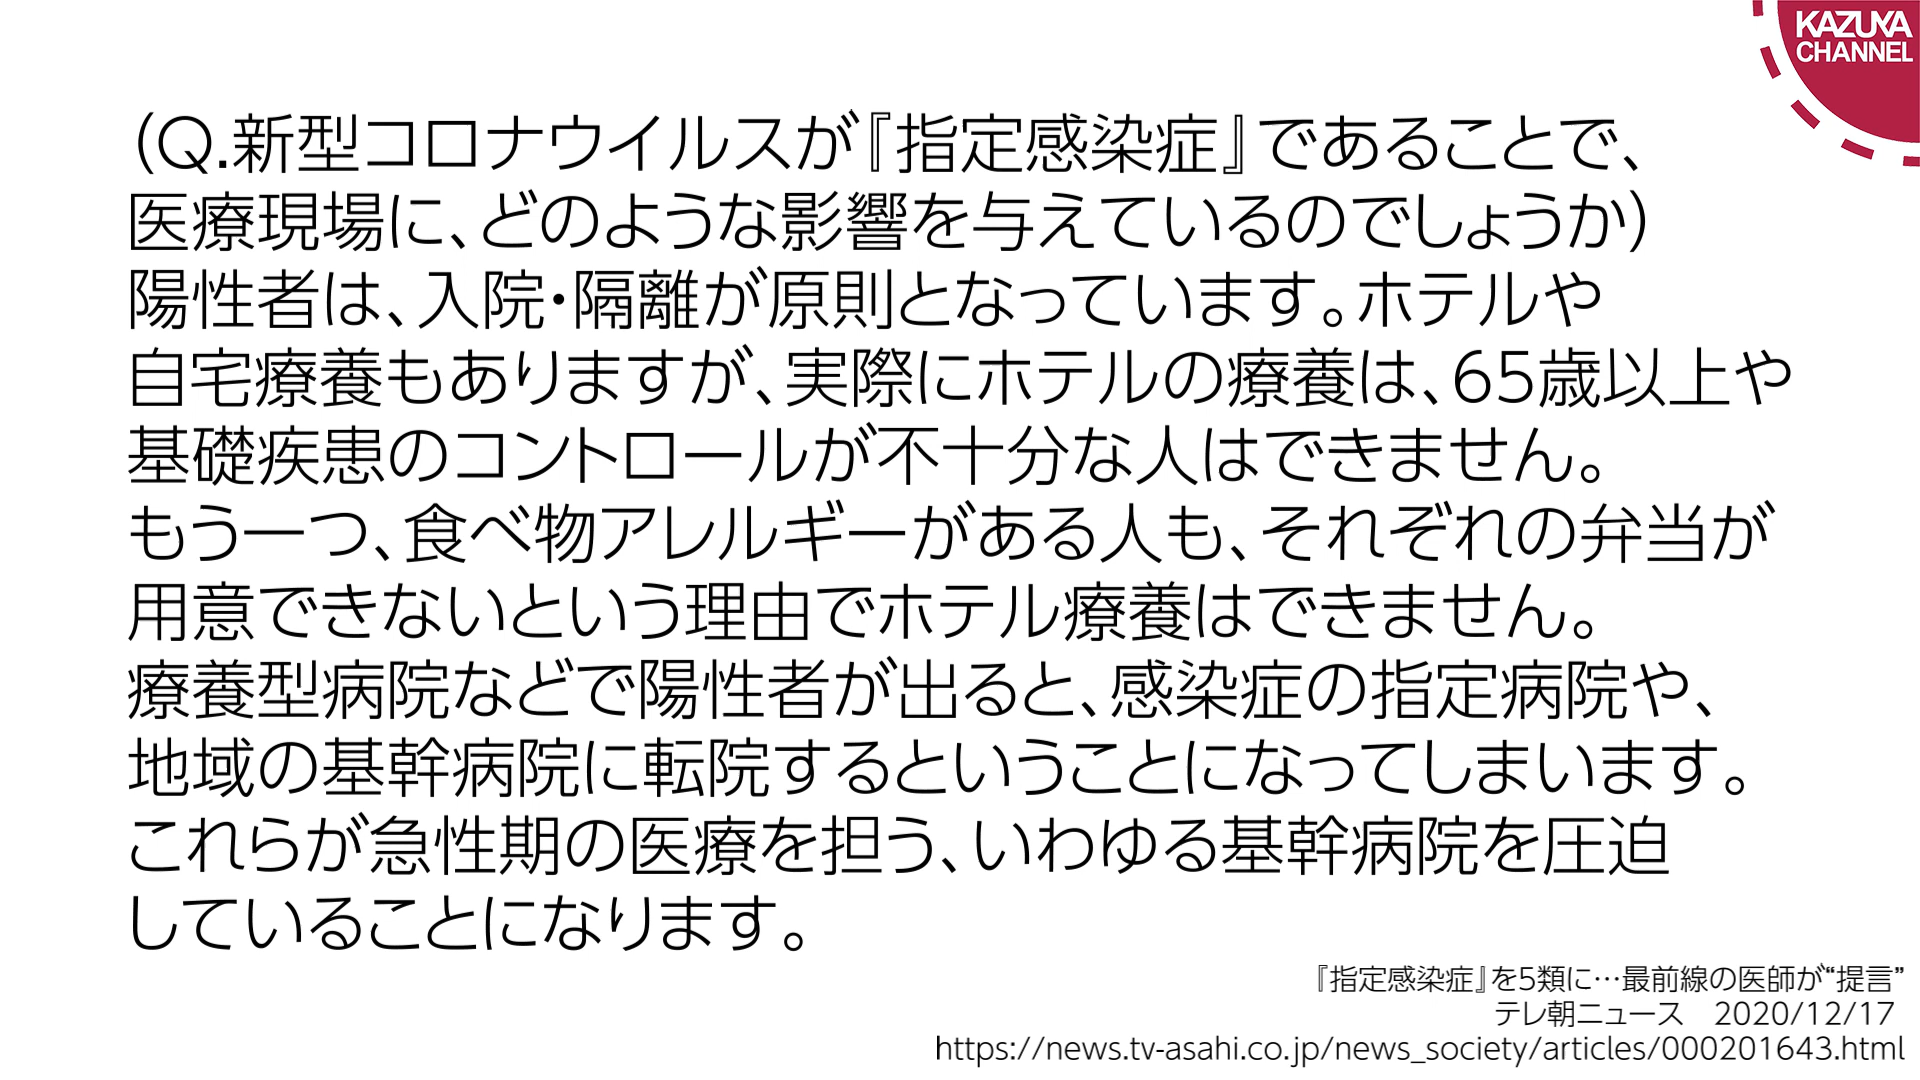 KAZUYA
CHANNEL
（Q.新型コロナウイルスが『指定感染症』であることで、
医療現場に、どのような影響を与えているのでしょうか）
陽性者は、入院・隔離が原則となっています。ホテルや
自宅療養もありますが、実際にホテルの療養は、65歳以上や
基礎疾患のコントロールが不十分な人はできません。
もう一つ、食べ物アレルギーがある人も、それぞれの弁当が
用意できないという理由でホテル療養はできません。
療養型病院などで陽性者が出ると、感染症の指定病院や、
地域の基幹病院に転院するということになってしまいます。
これらが急性期の医療を担う、いわゆる基幹病院を圧迫
していることになります。
『指定感染症』を5類に…最前線の医師が“提言”
テレ朝ニュース　2020/12/17
https://news.tv-asahi.co.jp/news_society/articles/000201643.html